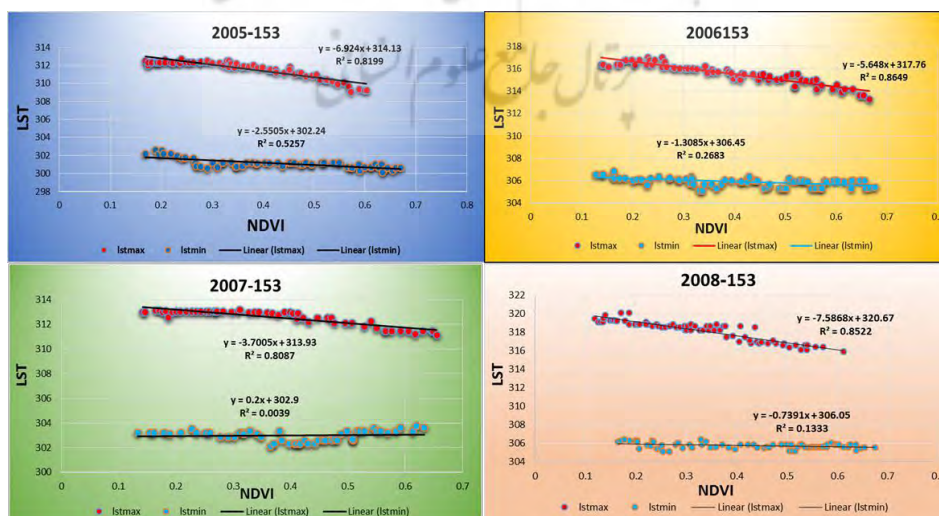 پرتال جامع علوم انسانی
2005-153
y = -6.924x + 314.13
R² = 0.8199
y = -2.5505x + 302.24
R² = 0.5257
LST
314
312
310
308
306
304
302
300
298
0 0.1 0.2 0.3 0.4 0.5 0.6 0.7 0.8
NDVI
lstmax lstmin Linear (lstmax) Linear (lstmin)
2006153
y = -5.648x + 317.76
R² = 0.8649
y = -1.3085x + 306.45
R² = 0.2683
LST
318
316
314
312
310
308
306
304
0 0.1 0.2 0.3 0.4 0.5 0.6 0.7 0.8
NDVI
lstmax lstmin Linear (lstmax) Linear (lstmin)
2007-153
y = -3.7005x + 313.93
R² = 0.8087
y = 0.2x + 302.9
R² = 0.0039
LST
314
312
310
308
306
304
302
300
0 0.1 0.2 0.3 0.4 0.5 0.6 0.7
NDVI
lstmax lstmin Linear (lstmax) Linear (lstmin)
2008-153
y = -7.5868x + 320.67
R² = 0.8522
y = -0.7391x + 306.05
R² = 0.1333
LST
322
320
318
316
314
312
310
308
306
304
0 0.1 0.2 0.3 0.4 0.5 0.6 0.7 0.8
NDVI
lstmax lstmin Linear (lstmax) Linear (lstmin)